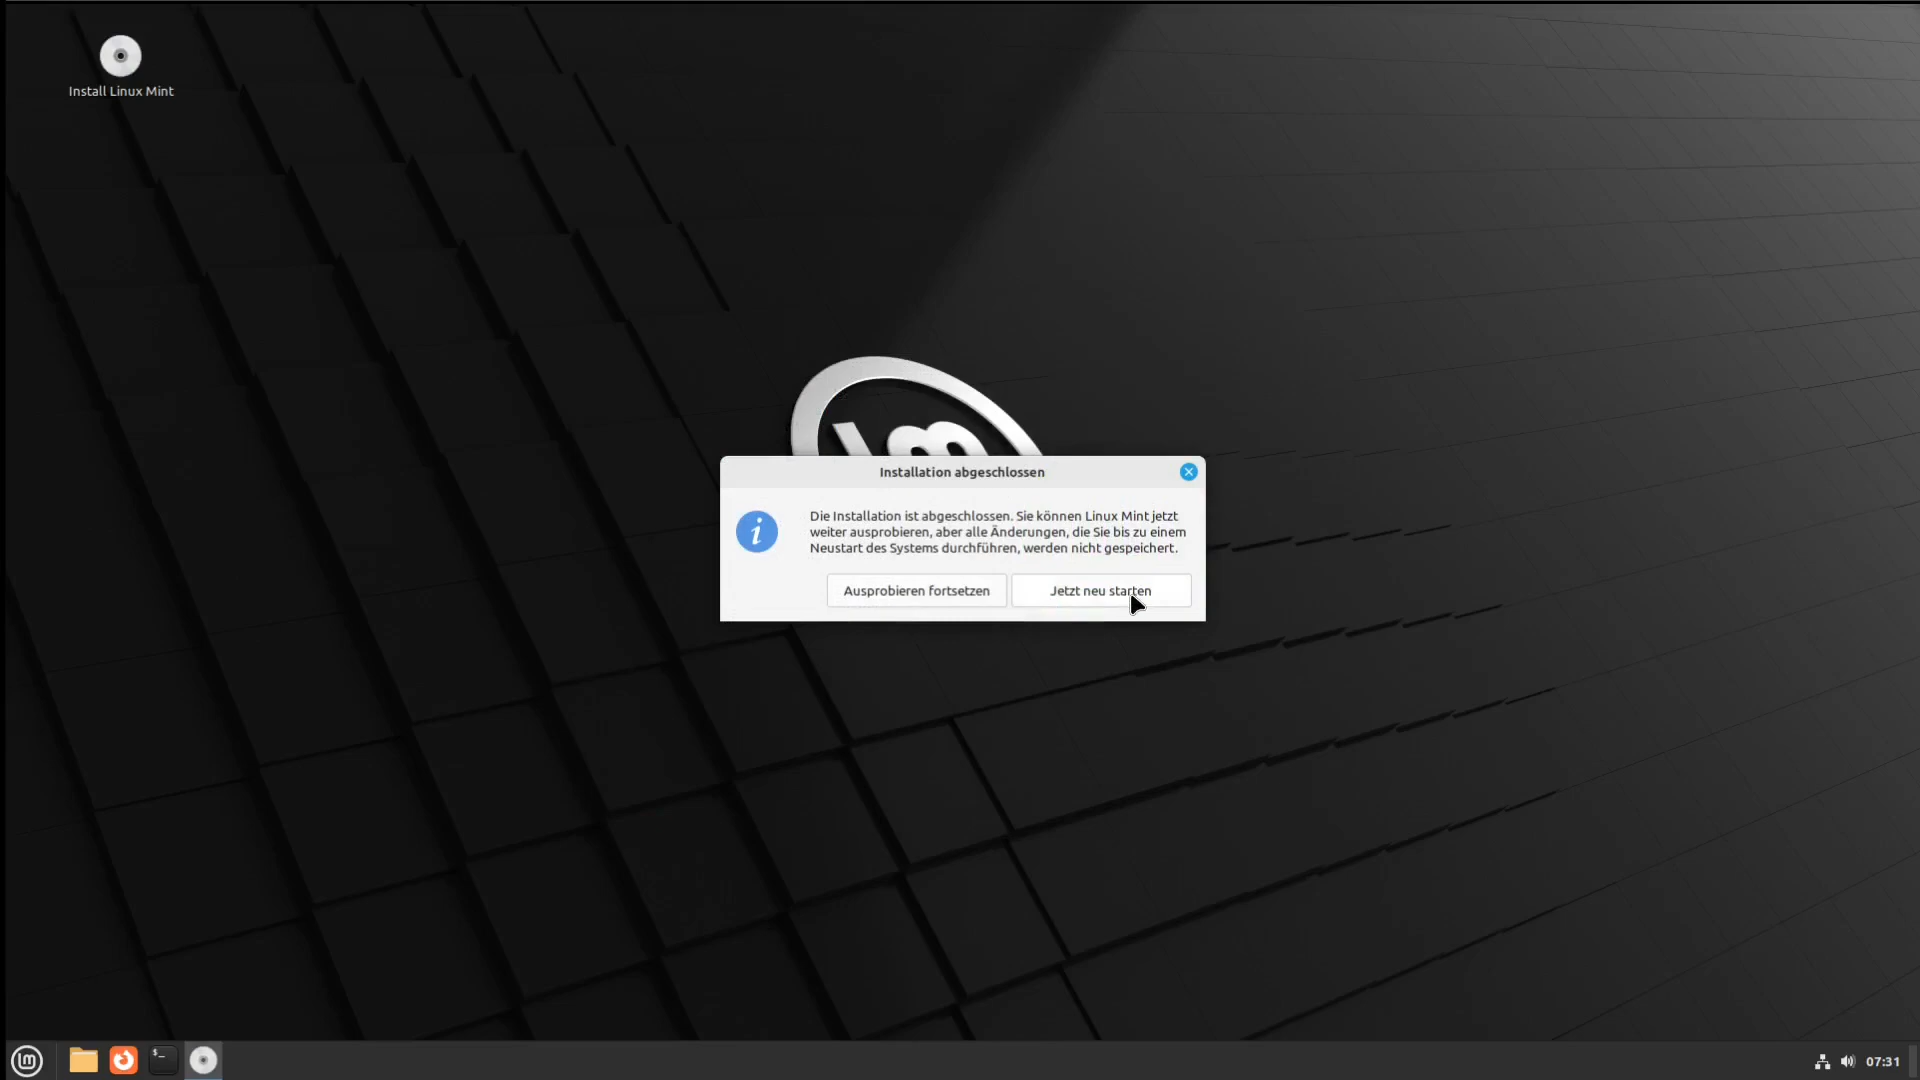 Install Linux Mint
lm
Installation abgeschlossen
i
Die Installation ist abgeschlossen. Sie können Linux Mint jetzt
weiter ausprobieren, aber alle Änderungen, die Sie bis zu einem
Neustart des Systems durchführen, werden nicht gespeichert.
Ausprobieren fortsetzen
Jetzt neu starten
lm
$_
07:31